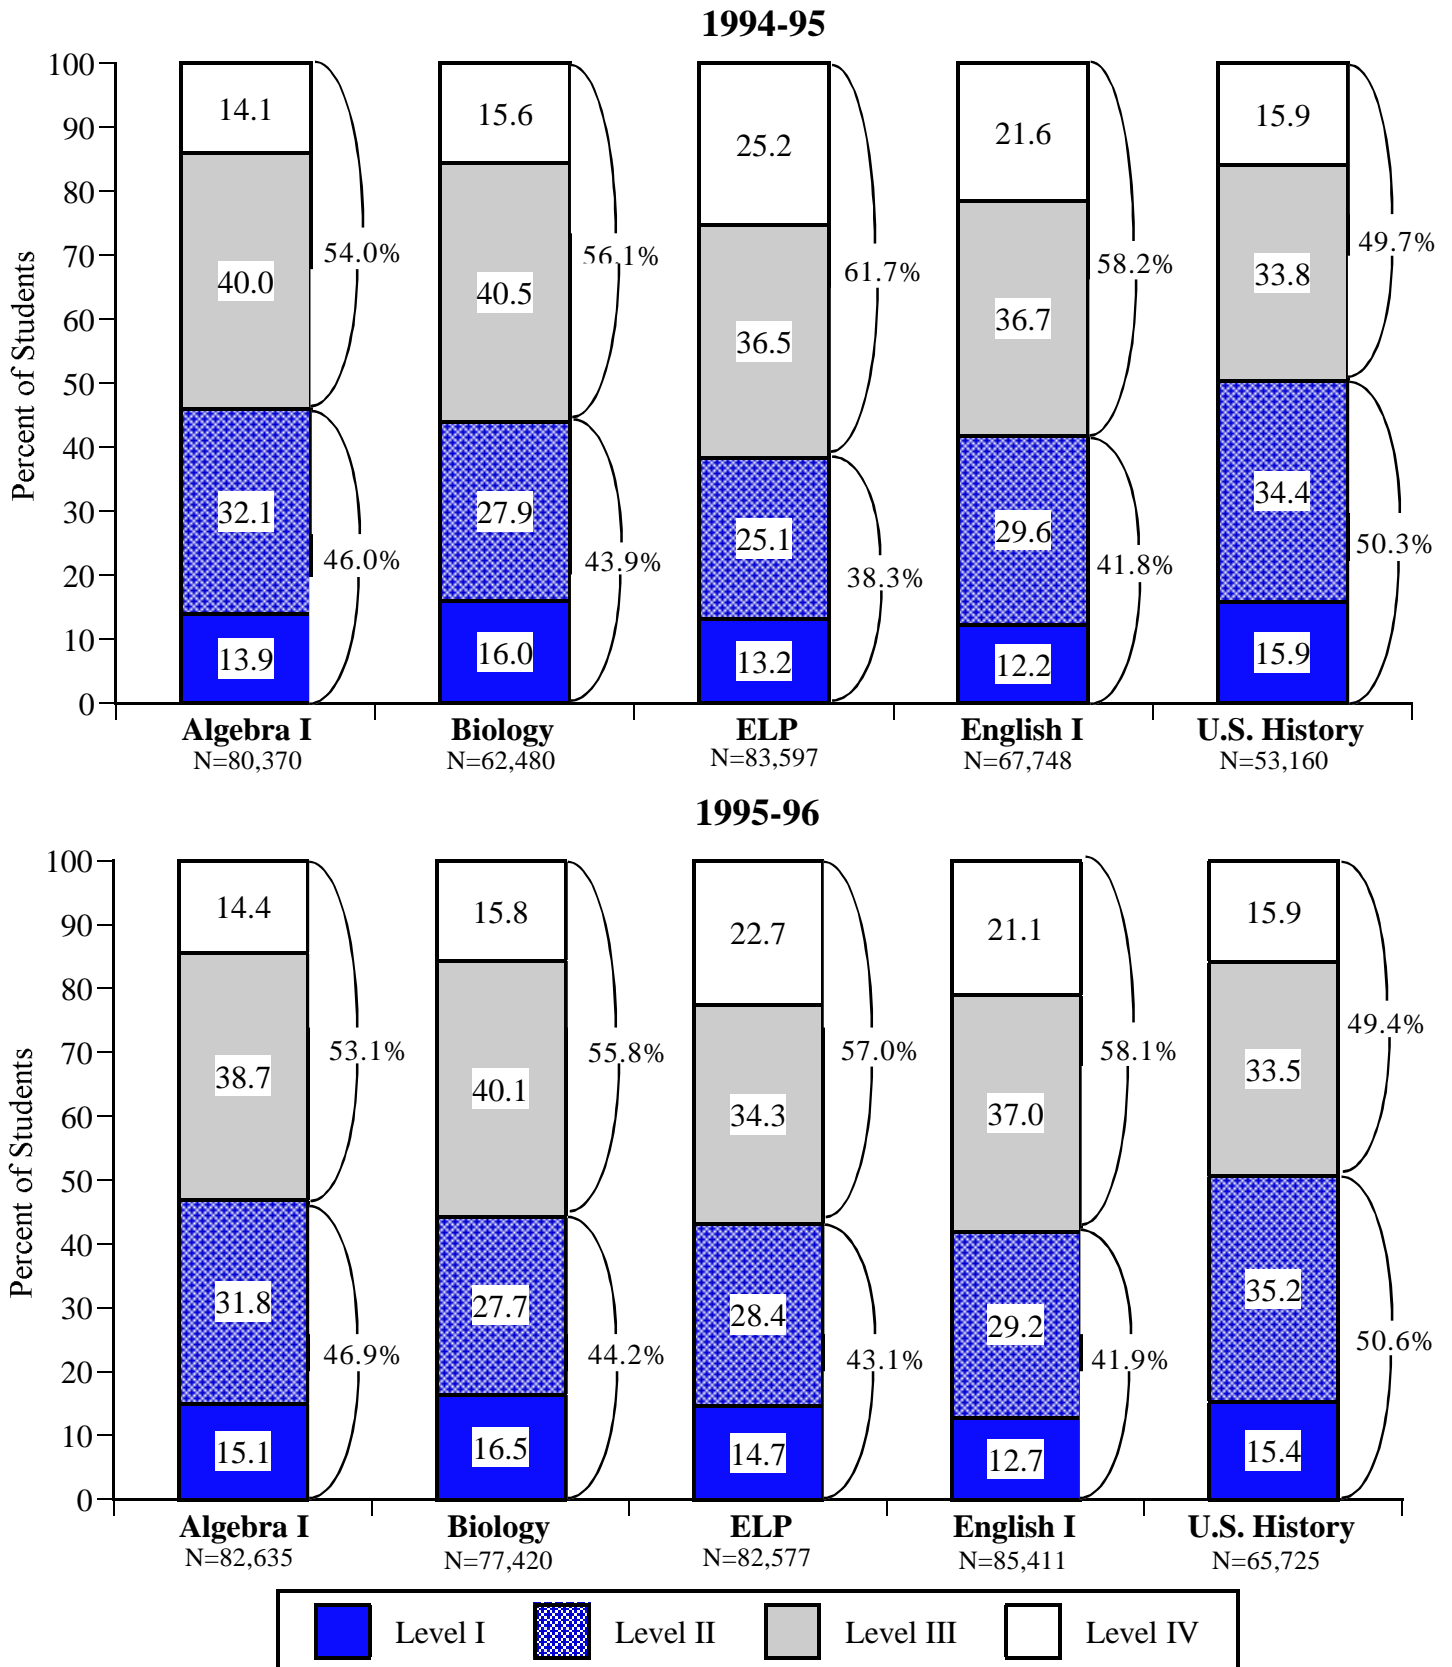 1994-95
Percent of Students
100
90
80
70
60
50
40
30
20
10
0
14.1 15.6 25.2 21.6 15.9
40.0 40.5 36.5 36.7 33.8
54.0% 56.1% 61.7% 58.2% 49.7%
32.1 27.9 25.1 29.6 34.4
46.0% 43.9% 38.3% 41.8% 50.3%
13.9 16.0 13.2 12.2 15.9
Algebra I Biology ELP English I U.S. History
N=80,370 N=62,480 N=83,597 N=67,748 N=53,160
1995-96
Percent of Students
100
90
80
70
60
50
40
30
20
10
0
14.4 15.8 22.7 21.1 15.9
53.1% 55.8% 57.0% 58.1% 49.4%
38.7 40.1 34.3 37.0 33.5
31.8 27.7 28.4 29.2 35.2
46.9% 44.2% 43.1% 41.9% 50.6%
15.1 16.5 14.7 12.7 15.4
Algebra I Biology ELP English I U.S. History
N=82,635 N=77,420 N=82,577 N=85,411 N=65,725
Level I Level II Level III Level IV